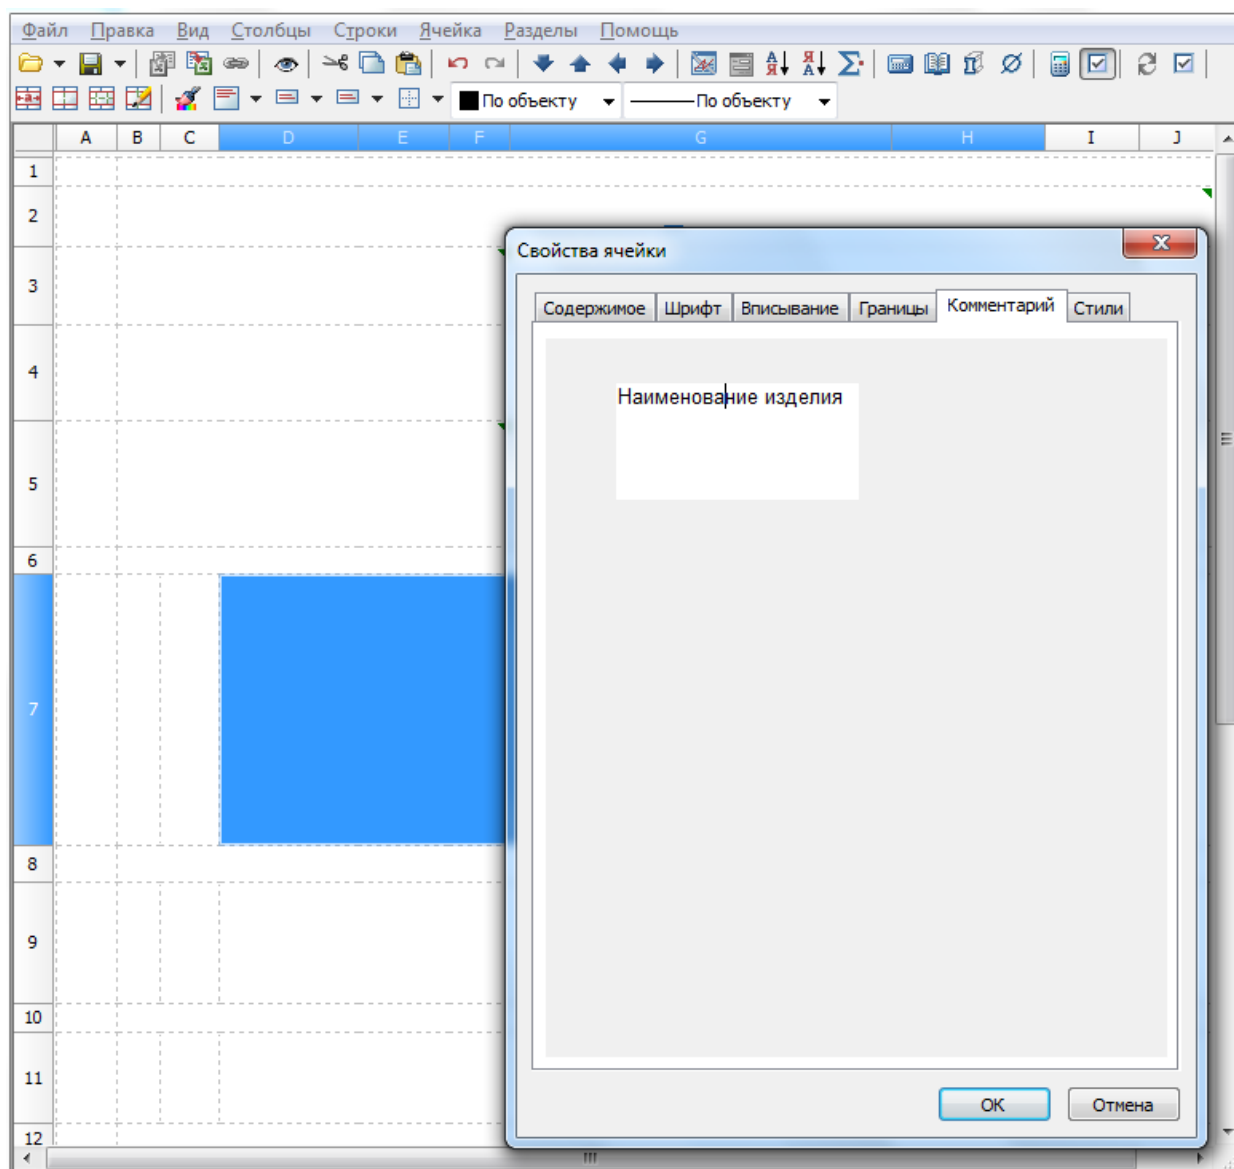 Файл Правка Вид Столбцы Строки Ячейка Разделы Помощь
По объекту По объекту
A B C D E F G H I J
1
2
Свойства ячейки
3
Содержимое Шрифт Вписывание Границы Комментарий Стили
4
Наименование изделия
5
6
7
8
9
10
11
OK Отмена
12